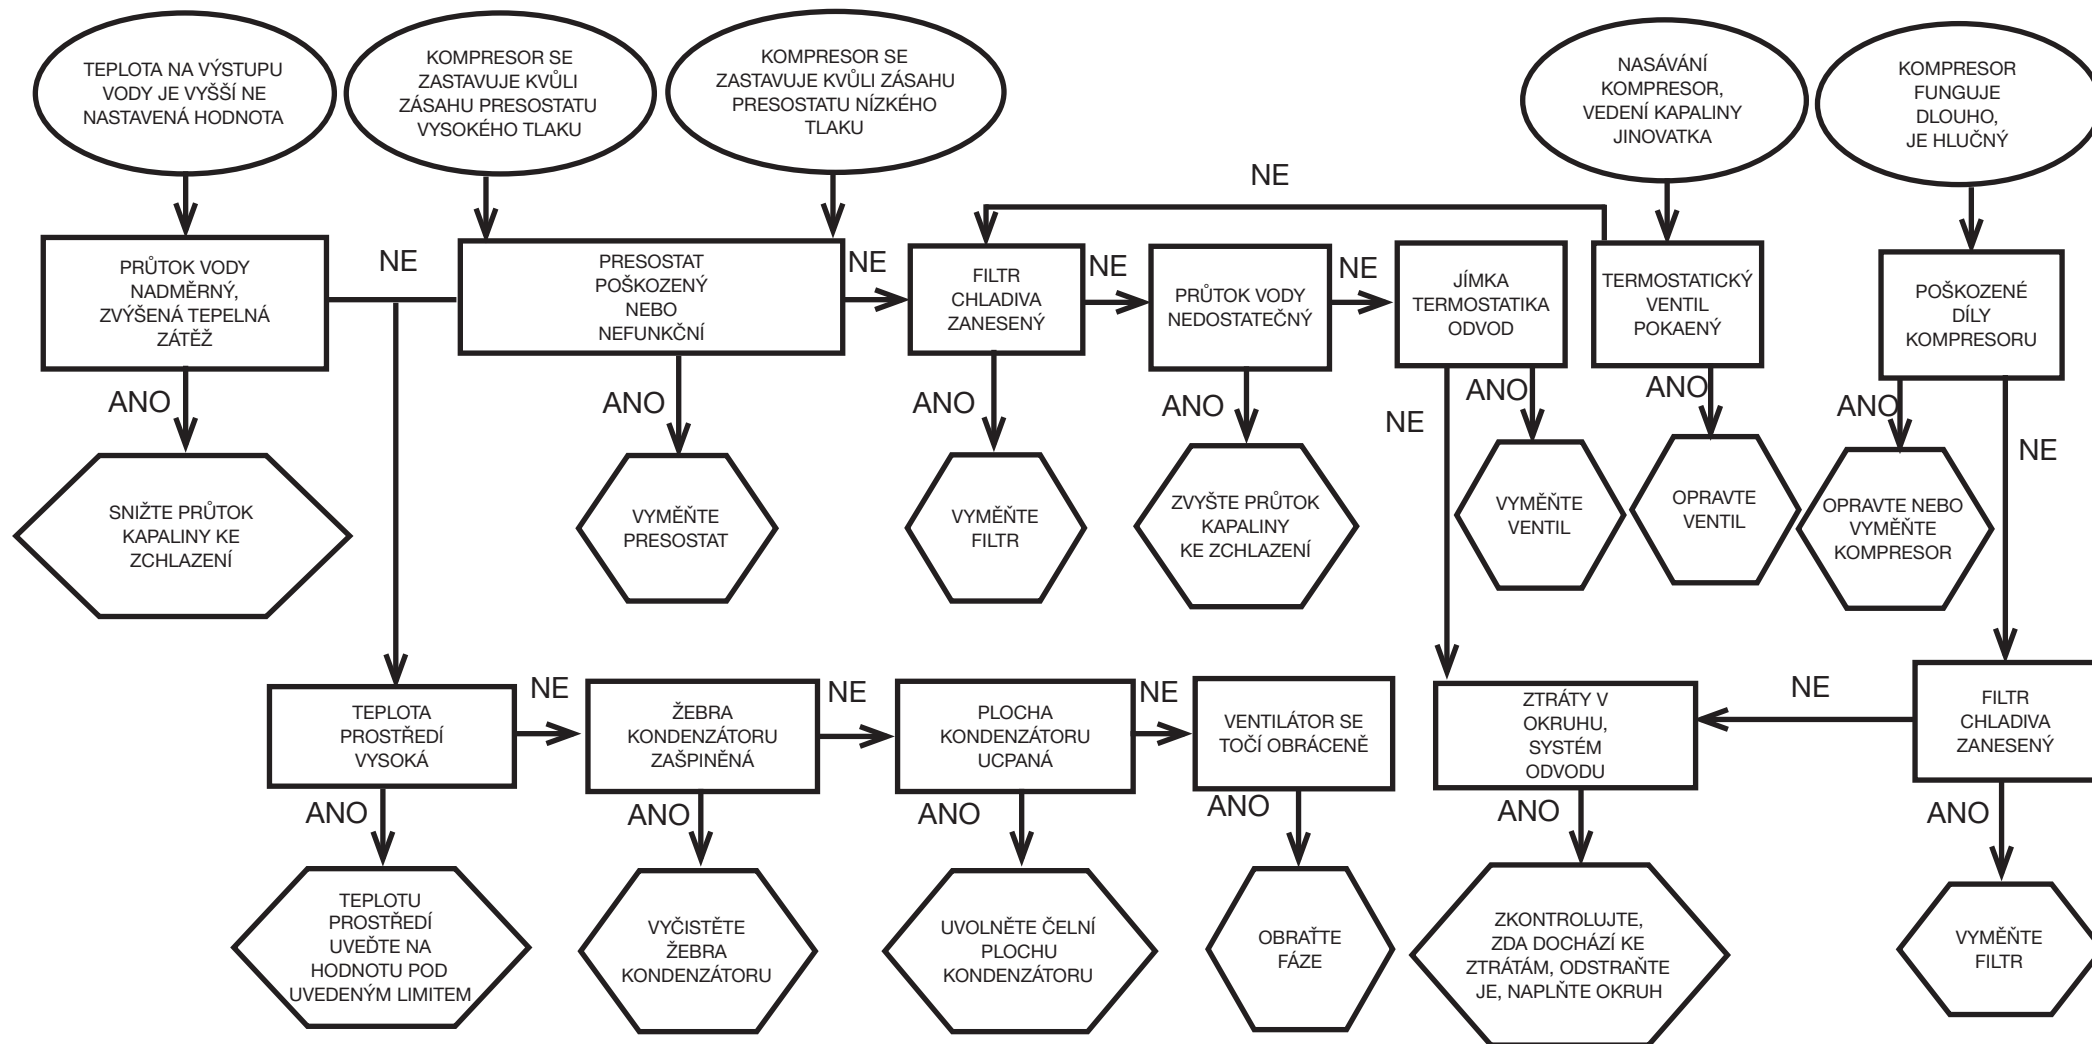 TEPLOTA NA VÝSTUPU
VODY JE VYŠŠÍ NE
NASTAVENÁ HODNOTA
KOMPRESOR SE
ZASTAVUJE KVŮLI
ZÁSAHU PRESOSTATU
VYSOKÉHO TLAKU
KOMPRESOR SE
ZASTAVUJE KVŮLI ZÁSAHU
PRESOSTATU NÍZKÉHO
TLAKU
NASÁVÁNÍ
KOMPRESOR,
VEDENÍ KAPALINY
JINOVATKA
KOMPRESOR
FUNGUJE
DLOUHO,
JE HLUČNÝ
NE
PRŮTOK VODY
NADMĚRNÝ,
ZVÝŠENÁ TEPELNÁ
ZÁTĚŽ
NE
PRESOSTAT
POŠKOZENÝ
NEBO
NEFUNKČNÍ
NE
FILTR
CHLADIVA
ZANESENÝ
NE
PRŮTOK VODY
NEDOSTATEČNÝ
NE
JÍMKA
TERMOSTATIKA
ODVOD
TERMOSTATICKÝ
VENTIL
POKAENÝ
POŠKOZENÉ
DÍLY
KOMPRESORU
ANO
ANO
ANO
ANO
NE
ANO
ANO
ANO
NE
SNIŽTE PRŮTOK
KAPALINY KE
ZCHLAZENÍ
VYMĚŇTE
PRESOSTAT
VYMĚŇTE
FILTR
ZVYŠTE PRŮTOK
KAPALINY
KE ZCHLAZENÍ
VYMĚŇTE
VENTIL
OPRAVTE
VENTIL
OPRAVTE NEBO
VYMĚŇTE
KOMPRESOR
TEPLOTA
PROSTŘEDÍ
VYSOKÁ
NE
ŽEBRA
KONDENZÁTORU
ZAŠPINĚNÁ
NE
PLOCHA
KONDENZÁTORU
UCPANÁ
NE
VENTILÁTOR SE
TOČÍ OBRÁCENĚ
ZTRÁTY V
OKRUHU,
SYSTÉM
ODVODU
NE
FILTR
CHLADIVA
ZANESENÝ
ANO
ANO
ANO
ANO
ANO
ANO
TEPLOTU
PROSTŘEDÍ
UVEĎTE NA
HODNOTU POD
UVEDENÝM LIMITEM
VYČISTĚTE
ŽEBRA
KONDENZÁTORU
UVOLNĚTE ČELNÍ
PLOCHU
KONDENZÁTORU
OBRAŤTE
FÁZE
ZKONTROLUJTE,
ZDA DOCHÁZÍ KE
ZTRÁTÁM, ODSTRAŇTE
JE, NAPLŇTE OKRUH
VYMĚŇTE
FILTR